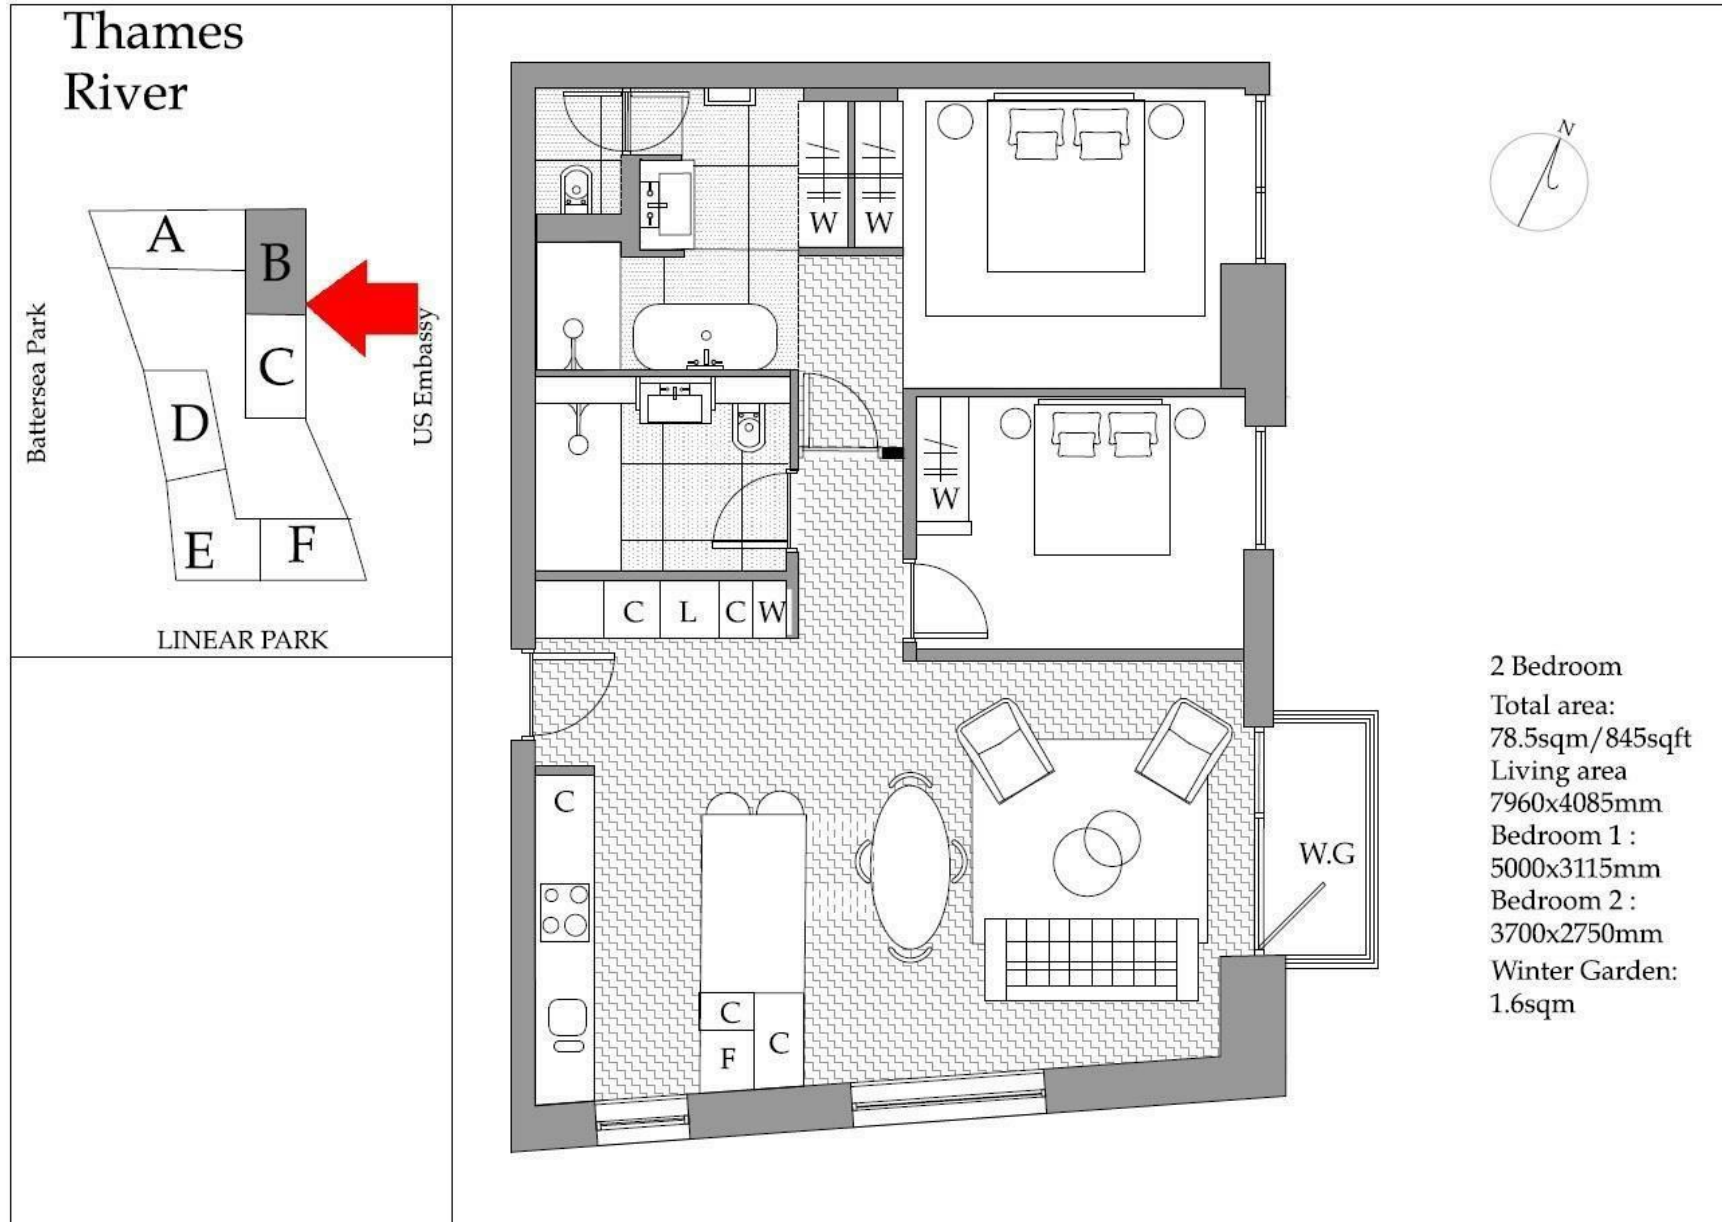 Thames
River
A
B
C
D
E
F
Battersea Park
US Embassy
LINEAR PARK
W
W
W
C
L
C
W
C
C
C
F
W.G
N
2 Bedroom
Total area:
78.5sqm/845sqft
Living area
7960x4085mm
Bedroom 1 :
5000x3115mm
Bedroom 2 :
3700x2750mm
Winter Garden:
1.6sqm